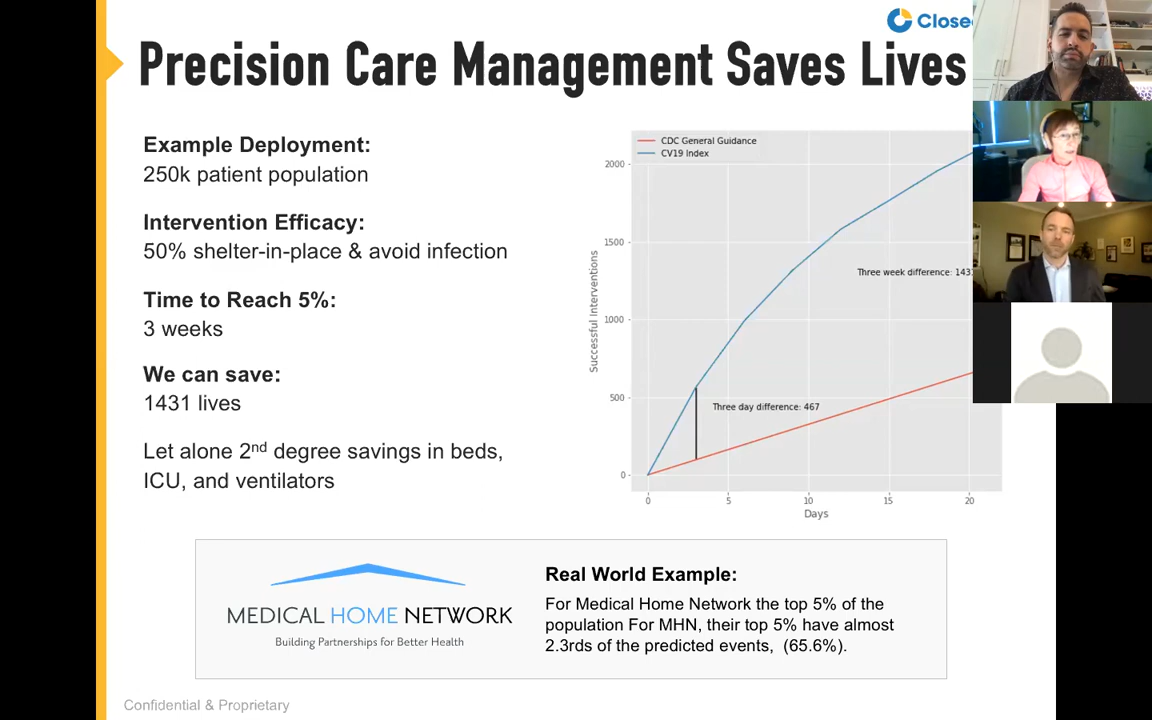 Close
Precision Care Management Saves Lives
Example Deployment:
250k patient population
Intervention Efficacy:
50% shelter-in-place & avoid infection
Time to Reach 5%:
3 weeks
We can save:
1431 lives
Let alone 2nd degree savings in beds,
ICU, and ventilators
CDC General Guidance
CV19 Index
2000
1500
1000
500
0
Successful Interventions
Three week difference: 143
Three day difference: 467
0 5 10 15 20
Days
MEDICAL HOME NETWORK
Building Partnerships for Better Health
Real World Example:
For Medical Home Network the top 5% of the
population For MHN, their top 5% have almost
2.3rds of the predicted events, (65.6%).
Confidential & Proprietary